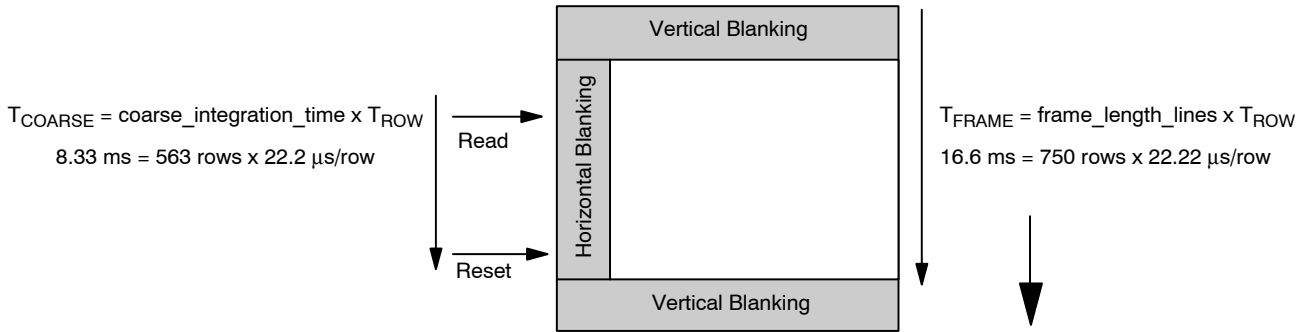 Vertical Blanking
Horizontal Blanking
T_COARSE = coarse_integration_time x T_ROW
8.33 ms = 563 rows x 22.2 μs/row
Read
Reset
T_FRAME = frame_length_lines x T_ROW
16.6 ms = 750 rows x 22.22 μs/row
Vertical Blanking